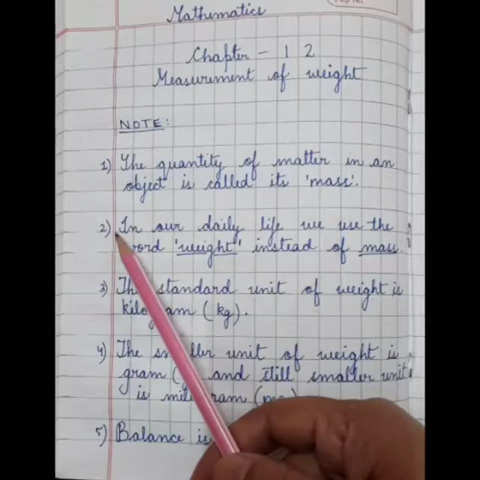 Mathematics
Chapter - 12
Measurement of weight
NOTE:
1) The quantity of matter in an
object is called its 'mass'.
2) In our daily life we use the
word 'weight' instead of mass
3) The standard unit of weight is
(kg).
4) The unit of weight is
gram and still smaller unit
is
5) Balance is